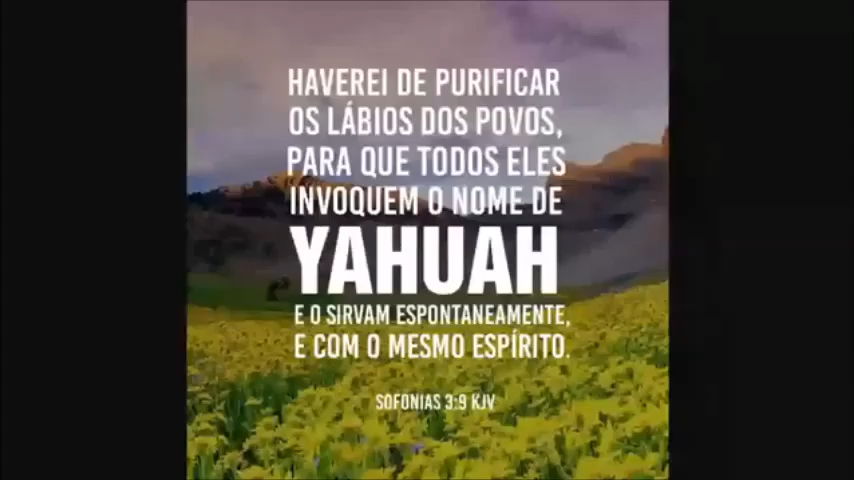 HAVEREI DE PURIFICAR
OS LÁBIOS DOS POVOS,
PARA QUE TODOS ELES
INVOQUEM O NOME DE
YAHUAH
E O SIRVAM ESPONTANEAMENTE,
E COM O MESMO ESPÍRITO.
SOFONIAS 3:9 KJV